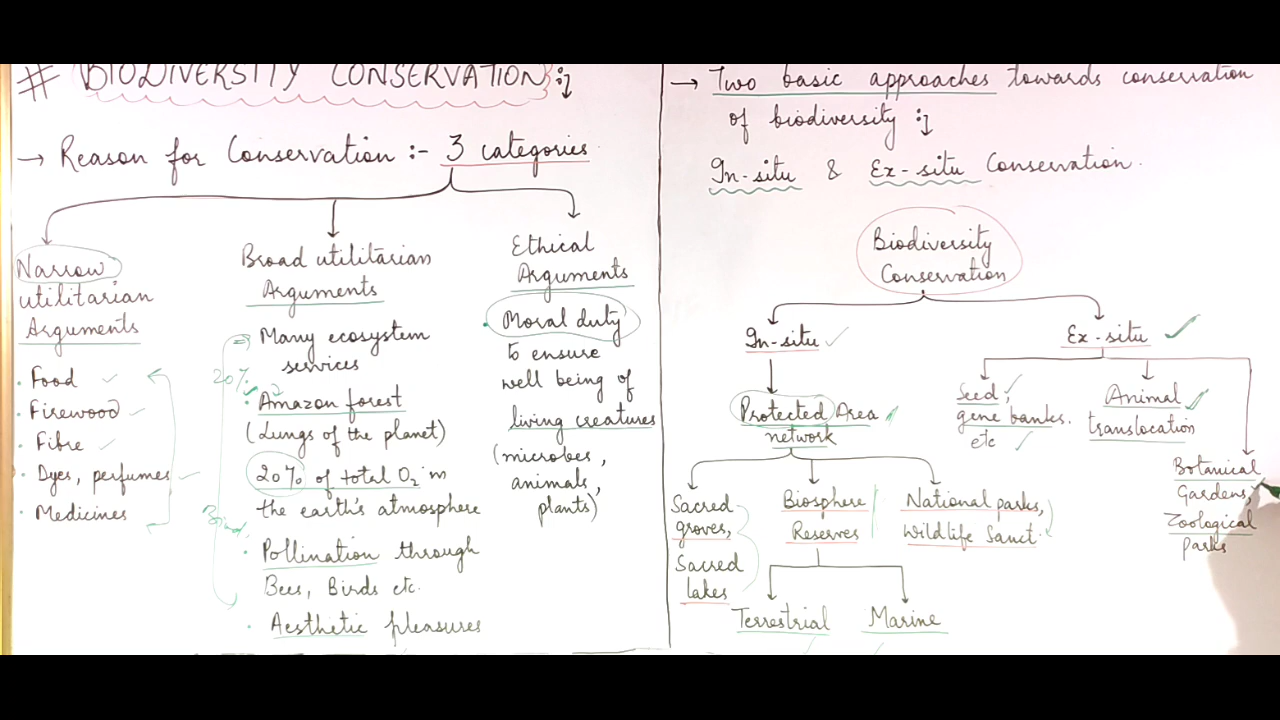 # BIODIVERSITY CONSERVATION :]
→ Reason for Conservation :- 3 categories
Narrow
utilitarian
Arguments
· Food
· Firewood
· Fibre
· Dyes, perfumes
· Medicines
Broad utilitarian
Arguments
Many ecosystem
services
20%
· Amazon forest
(Lungs of the planet)
20% of total O₂ in
the earth's atmosphere
· Pollination through
Bees, Birds etc.
· Aesthetic pleasures
Ethical
Arguments
· Moral duty
to ensure
well being of
living creatures
(microbes,
animals,
plants)
→ Two basic approaches towards conservation
of biodiversity :]
In-situ & Ex-situ Conservation.
Biodiversity
Conservation
In-situ
Protected Area
network
Sacred
groves,
Sacred
lakes
Biosphere
Reserves
Terrestrial
Marine
National parks,
Wildlife Sanct.
Ex-situ
Seed,
gene bankes.
etc
Animal
translocation
Botanical
Gardens,
Zoological
parks